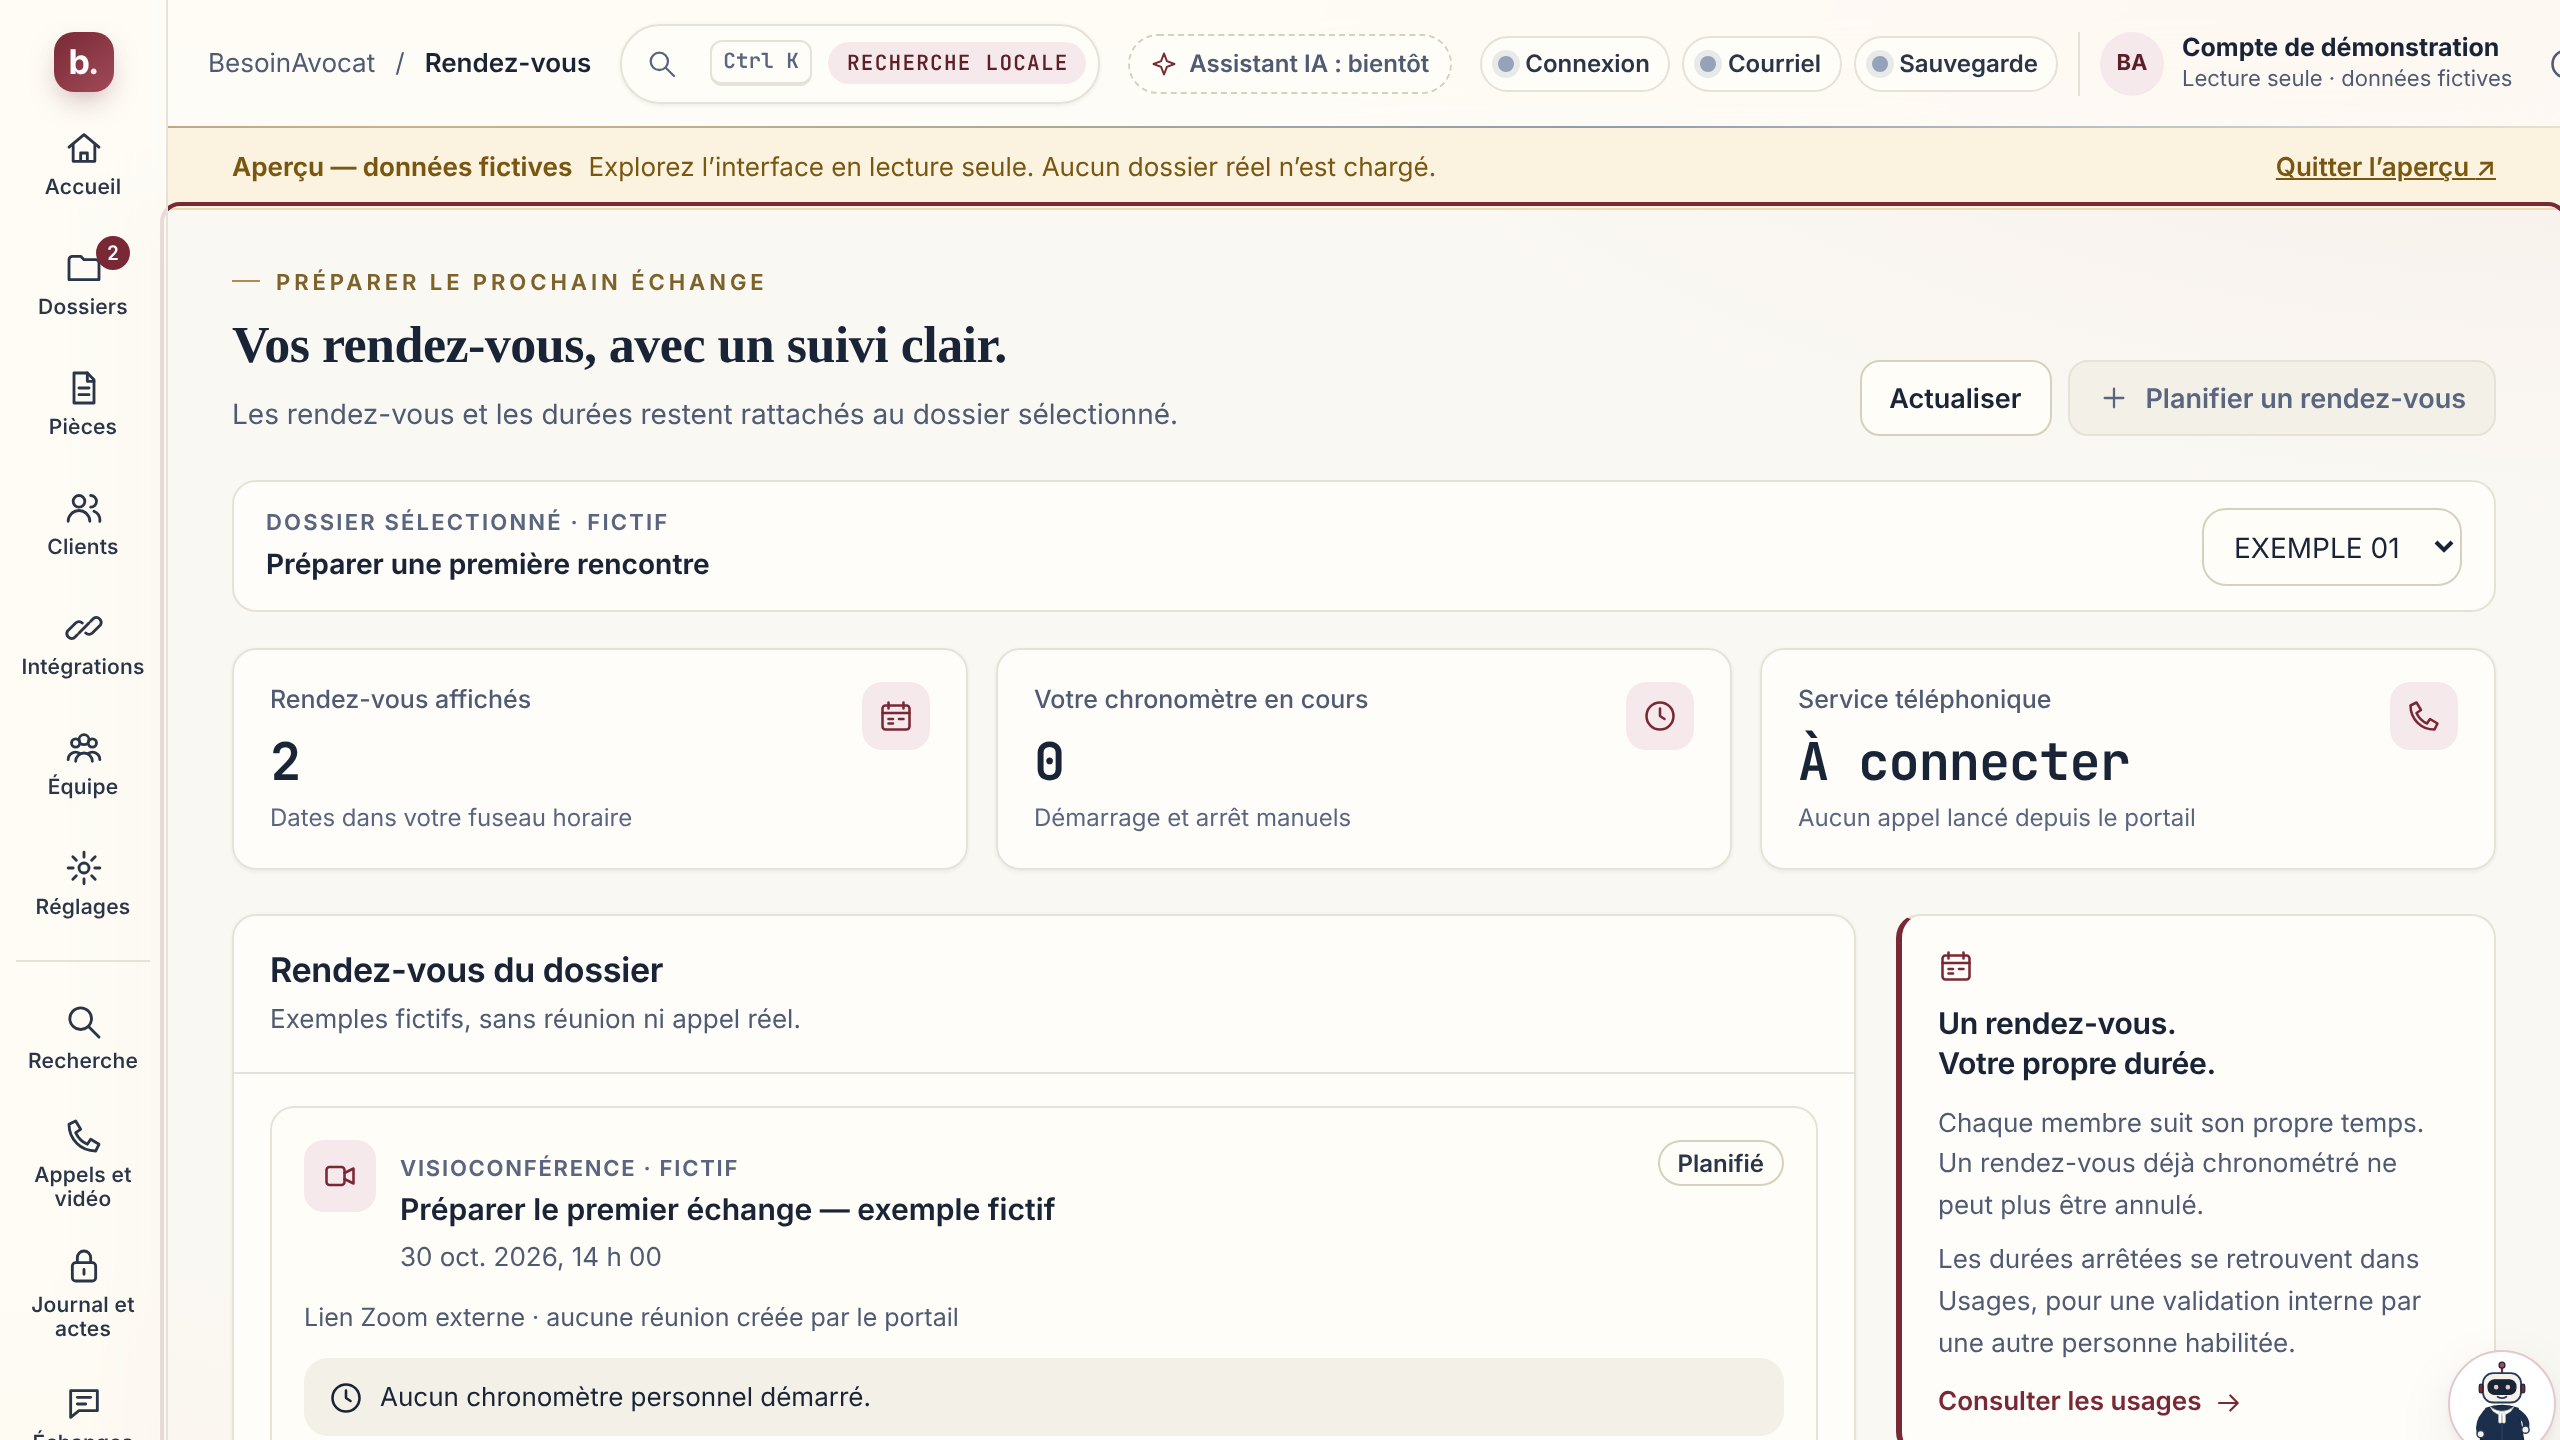 b.
Accueil
2
Dossiers
Pièces
Clients
Intégrations
Équipe
Réglages
Recherche
Appels et
vidéo
Journal et
actes
BesoinAvocat / Rendez-vous
Ctrl K
RECHERCHE LOCALE
Assistant IA : bientôt
Connexion
Courriel
Sauvegarde
BA
Compte de démonstration
Lecture seule · données fictives
Aperçu — données fictives Explorez l’interface en lecture seule. Aucun dossier réel n’est chargé.
Quitter l’aperçu ↗
PRÉPARER LE PROCHAIN ÉCHANGE
Vos rendez-vous, avec un suivi clair.
Les rendez-vous et les durées restent rattachés au dossier sélectionné.
Actualiser
Planifier un rendez-vous
DOSSIER SÉLECTIONNÉ · FICTIF
Préparer une première rencontre
EXEMPLE 01
Rendez-vous affichés
2
Dates dans votre fuseau horaire
Votre chronomètre en cours
0
Démarrage et arrêt manuels
Service téléphonique
À connecter
Aucun appel lancé depuis le portail
Rendez-vous du dossier
Exemples fictifs, sans réunion ni appel réel.
VISIOCONFÉRENCE · FICTIF
Planifié
Préparer le premier échange — exemple fictif
30 oct. 2026, 14 h 00
Lien Zoom externe · aucune réunion créée par le portail
Aucun chronomètre personnel démarré.
Un rendez-vous.
Votre propre durée.
Chaque membre suit son propre temps.
Un rendez-vous déjà chronométré ne
peut plus être annulé.
Les durées arrêtées se retrouvent dans
Usages, pour une validation interne par
une autre personne habilitée.
Consulter les usages →